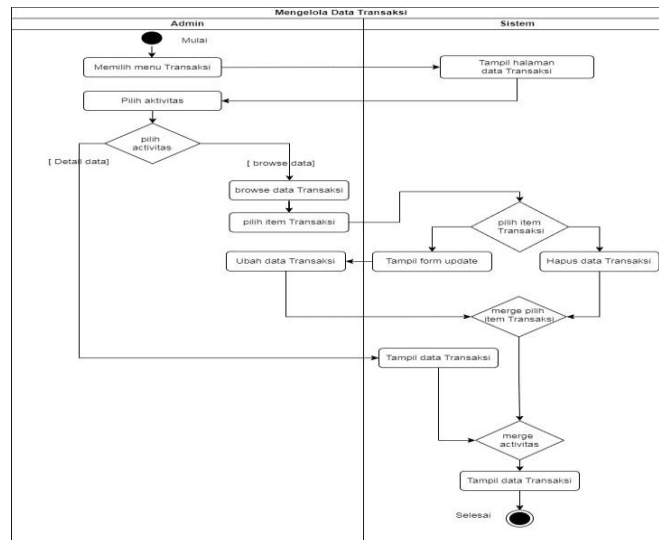 Mengelola Data Transaksi
Admin
Sistem
Mulai
Memilih menu Transaksi
Tampil halaman
data Transaksi
Pilih aktivitas
pilih
activitas
[ Detail data]
[ browse data]
browse data Transaksi
pilih item Transaksi
pilih item
Transaksi
Ubah data Transaksi
Tampil form update
Hapus data Transaksi
merge pilih
item Transaksi
Tampil data Transaksi
merge
activitas
Tampil data Transaksi
Selesai